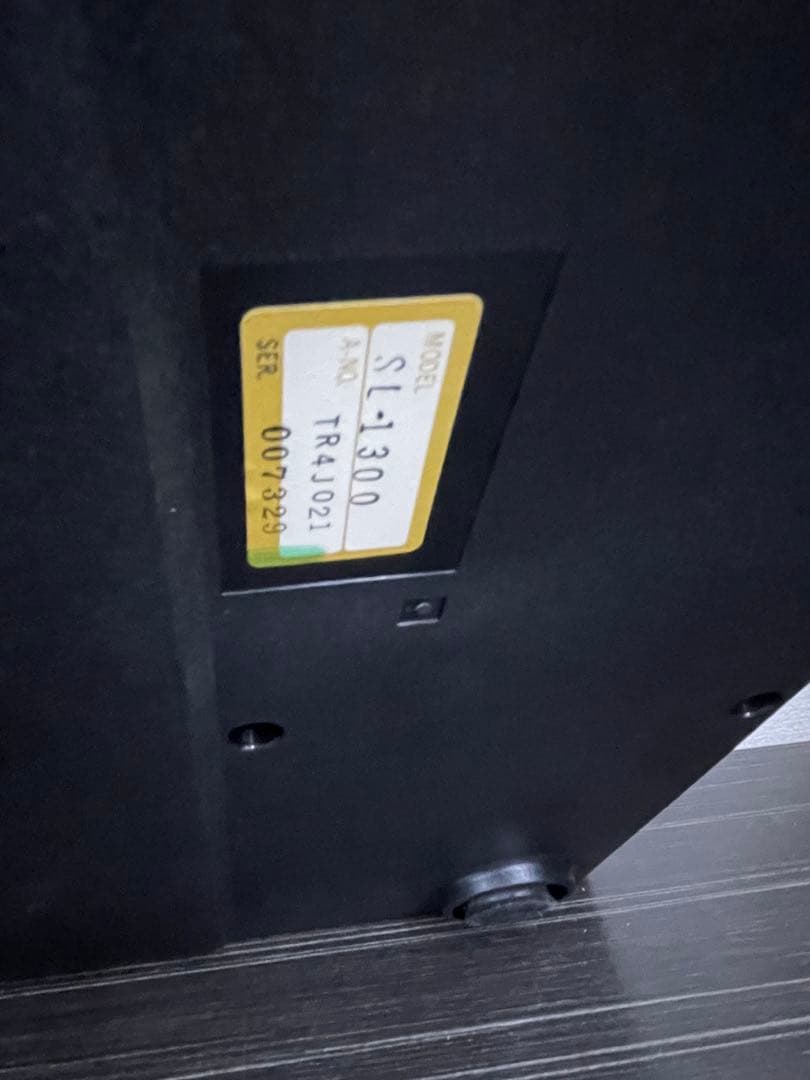 MODEL
SL-1300
A-NO.
TR4J021
SER.
007329